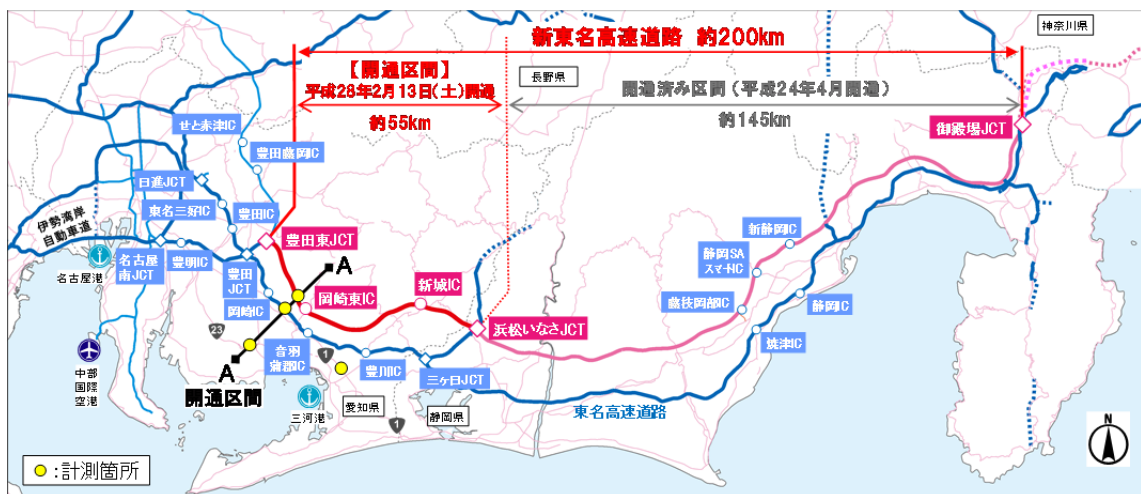 神奈川県
新東名高速道路 約200km
【開通区間】
平成28年2月13日(土)開通
約55km
長野県
開通済み区間(平成24年4月開通)
約145km
御殿場JCT
せと赤津IC
豊田藤岡IC
日進JCT
東名三好IC
豊田IC
伊勢湾岸
自動車道
豊田東JCT
名古屋港
名古屋
南JCT
豊明IC
豊田
JCT
A
岡崎東IC
新城IC
新静岡IC
静岡SA
スマートIC
岡崎IC
浜松いなさJCT
藤枝岡部IC
静岡IC
23
焼津IC
音羽
蒲郡IC
1
豊川IC
三ヶ日JCT
A
開通区間
中部
国際
空港
三河港
愛知県
静岡県
1
東名高速道路
N
:計測箇所